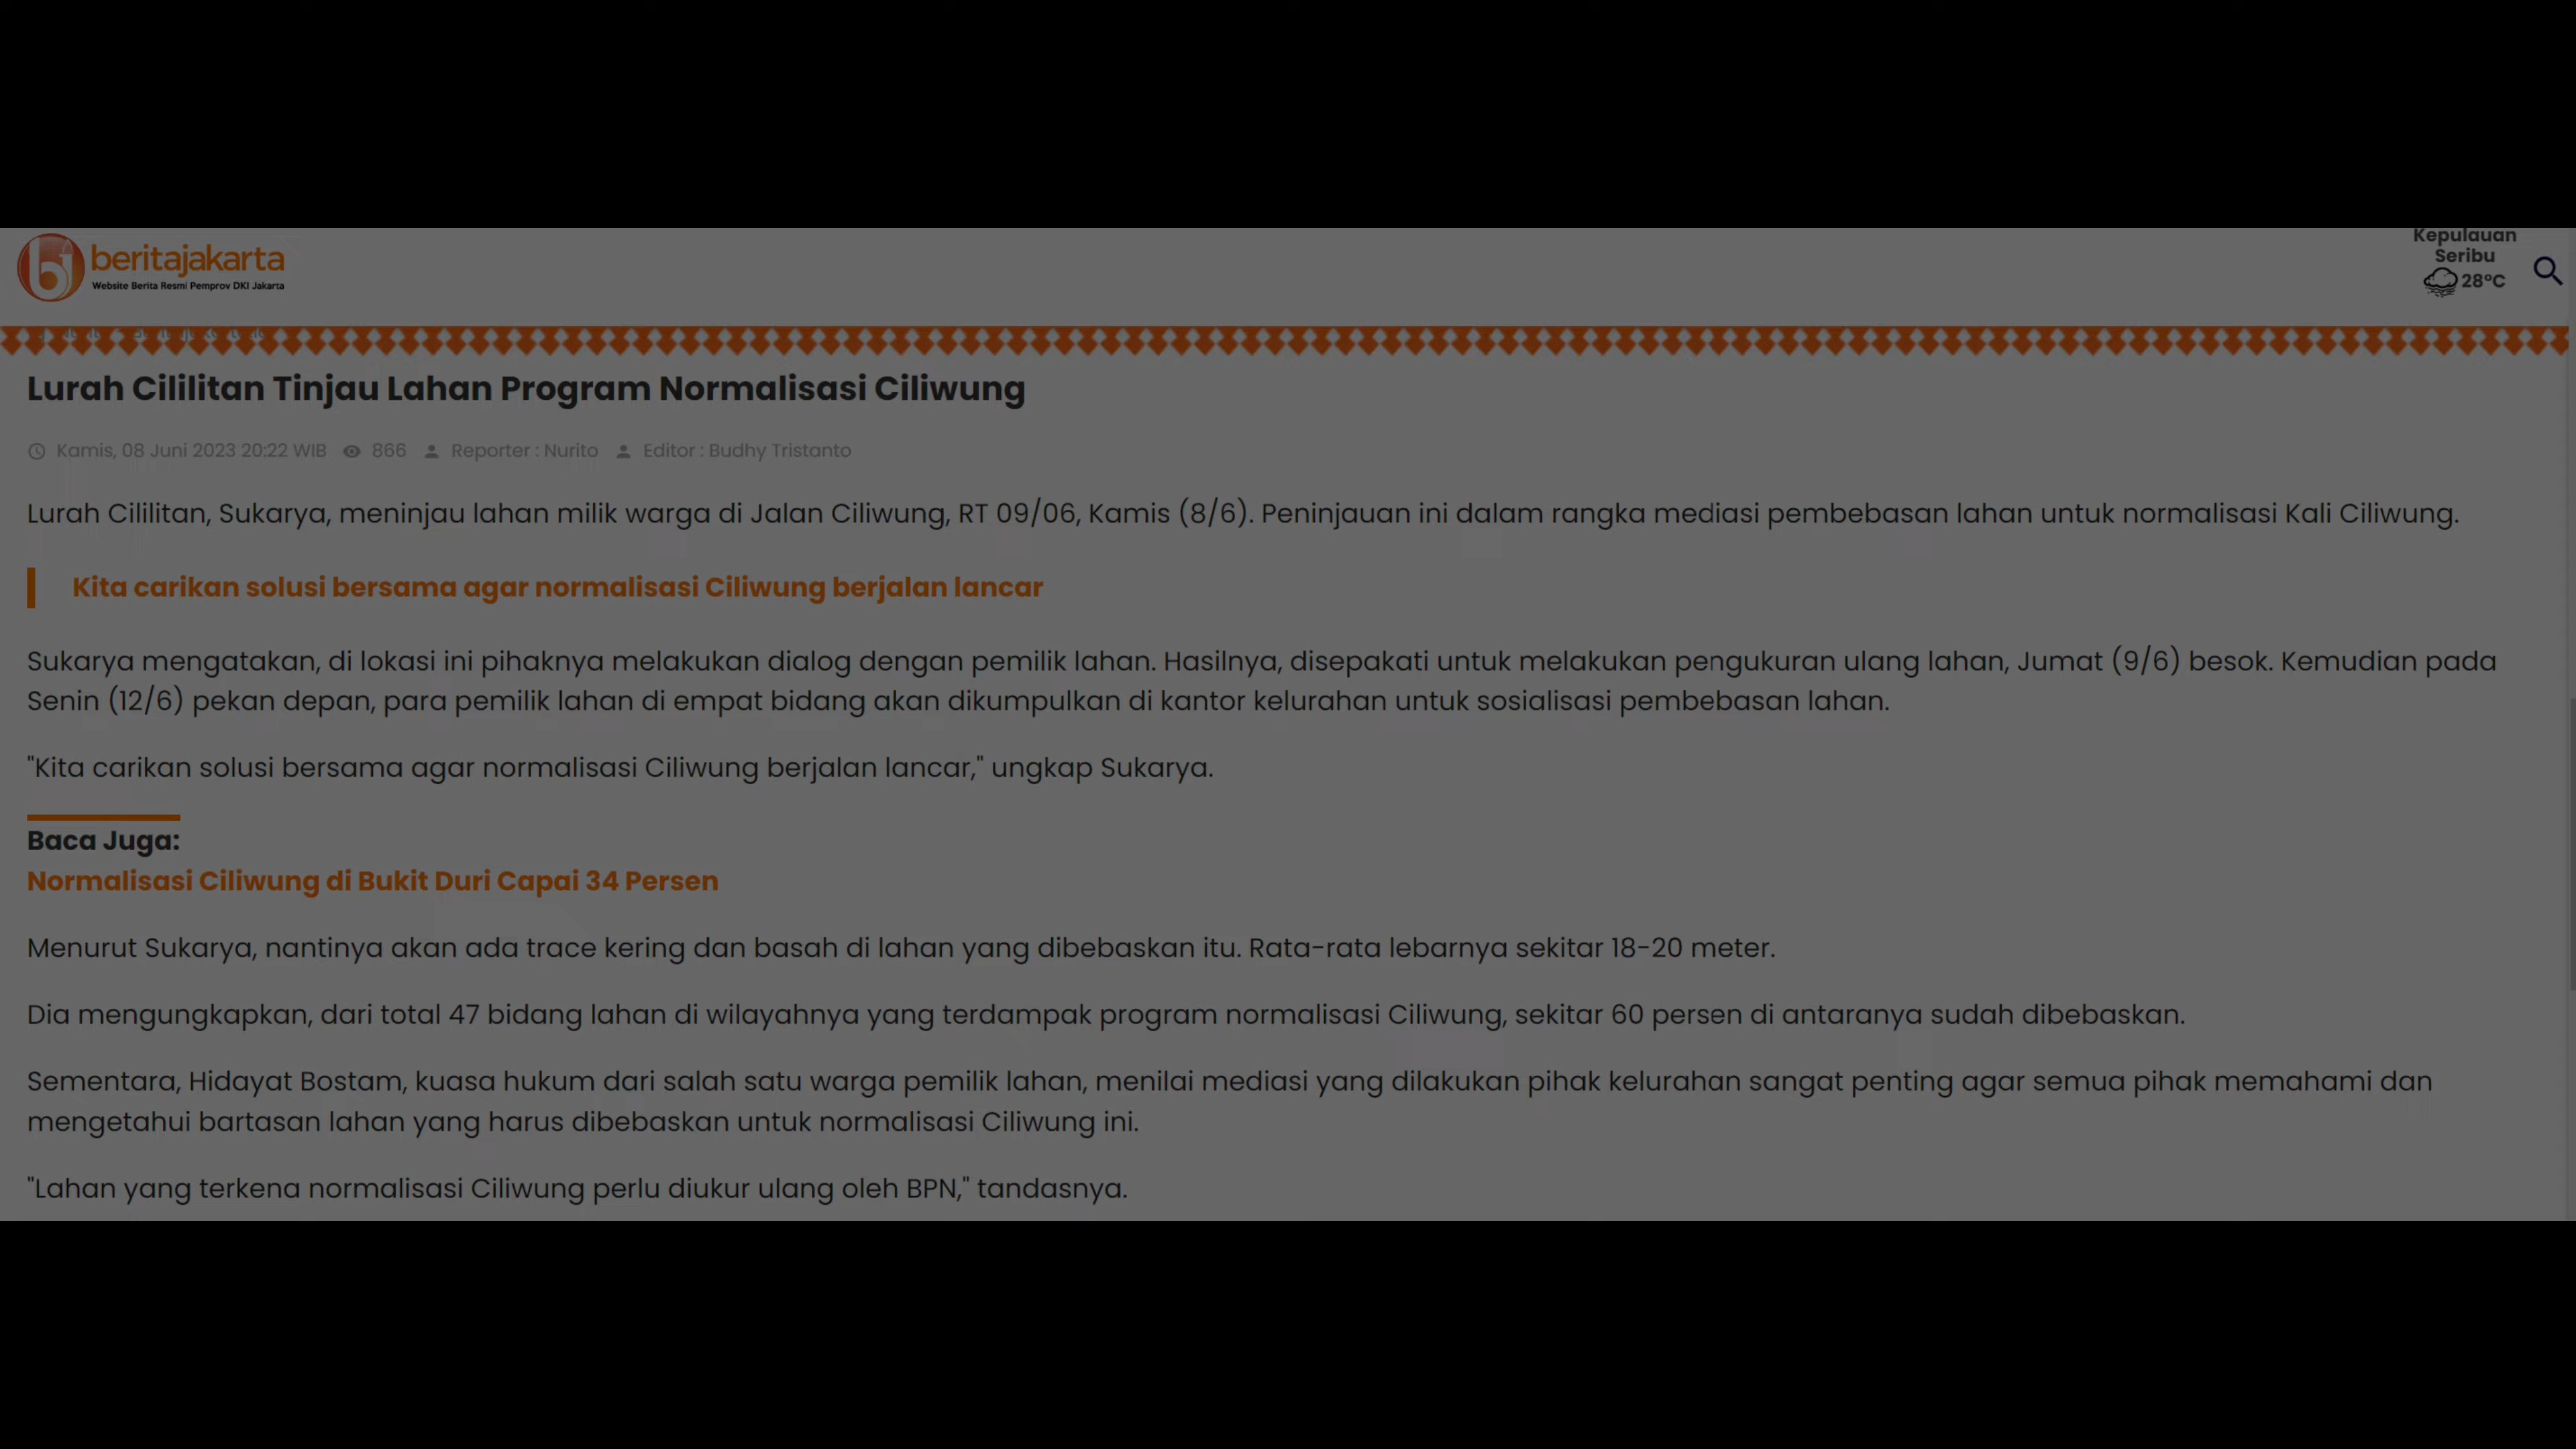 beritajakarta
Website Berita Resmi Pemprov DKI Jakarta
Kepulauan
Seribu
28°C
Lurah Cililitan Tinjau Lahan Program Normalisasi Ciliwung
Kamis, 08 Juni 2023 20:22 WIB 866 Reporter : Nurito Editor : Budhy Tristanto
Lurah Cililitan, Sukarya, meninjau lahan milik warga di Jalan Ciliwung, RT 09/06, Kamis (8/6). Peninjauan ini dalam rangka mediasi pembebasan lahan untuk normalisasi Kali Ciliwung.
Kita carikan solusi bersama agar normalisasi Ciliwung berjalan lancar
Sukarya mengatakan, di lokasi ini pihaknya melakukan dialog dengan pemilik lahan. Hasilnya, disepakati untuk melakukan pengukuran ulang lahan, Jumat (9/6) besok. Kemudian pada
Senin (12/6) pekan depan, para pemilik lahan di empat bidang akan dikumpulkan di kantor kelurahan untuk sosialisasi pembebasan lahan.
"Kita carikan solusi bersama agar normalisasi Ciliwung berjalan lancar," ungkap Sukarya.
Baca Juga:
Normalisasi Ciliwung di Bukit Duri Capai 34 Persen
Menurut Sukarya, nantinya akan ada trace kering dan basah di lahan yang dibebaskan itu. Rata-rata lebarnya sekitar 18-20 meter.
Dia mengungkapkan, dari total 47 bidang lahan di wilayahnya yang terdampak program normalisasi Ciliwung, sekitar 60 persen di antaranya sudah dibebaskan.
Sementara, Hidayat Bostam, kuasa hukum dari salah satu warga pemilik lahan, menilai mediasi yang dilakukan pihak kelurahan sangat penting agar semua pihak memahami dan
mengetahui bartasan lahan yang harus dibebaskan untuk normalisasi Ciliwung ini.
"Lahan yang terkena normalisasi Ciliwung perlu diukur ulang oleh BPN," tandasnya.